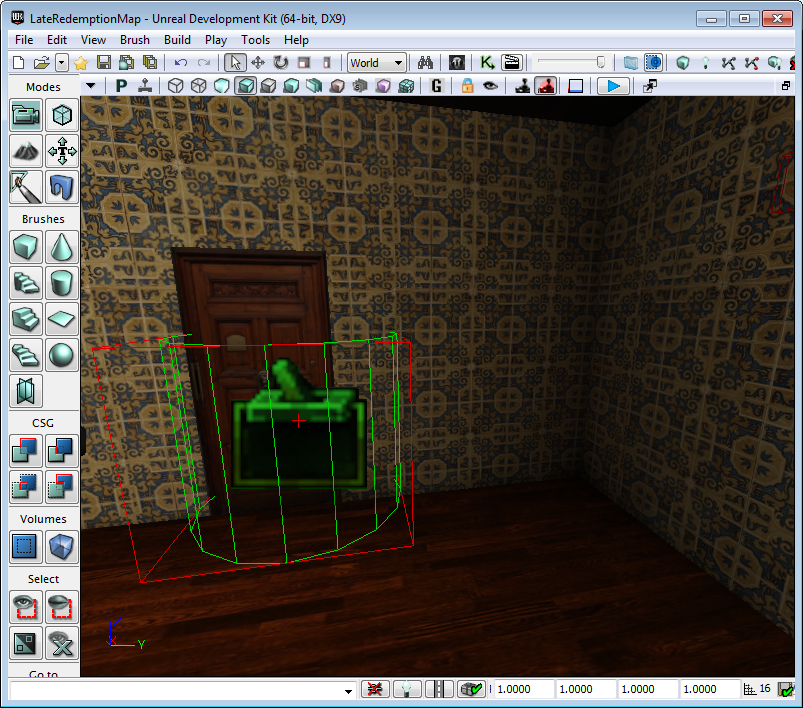 LateRedemptionMap - Unreal Development Kit (64-bit, DX9)
File Edit View Brush Build Play Tools Help
World
Modes
P
G
Brushes
CSG
Volumes
Select
Go to
Y
1.0000 1.0000 1.0000 1.0000 16